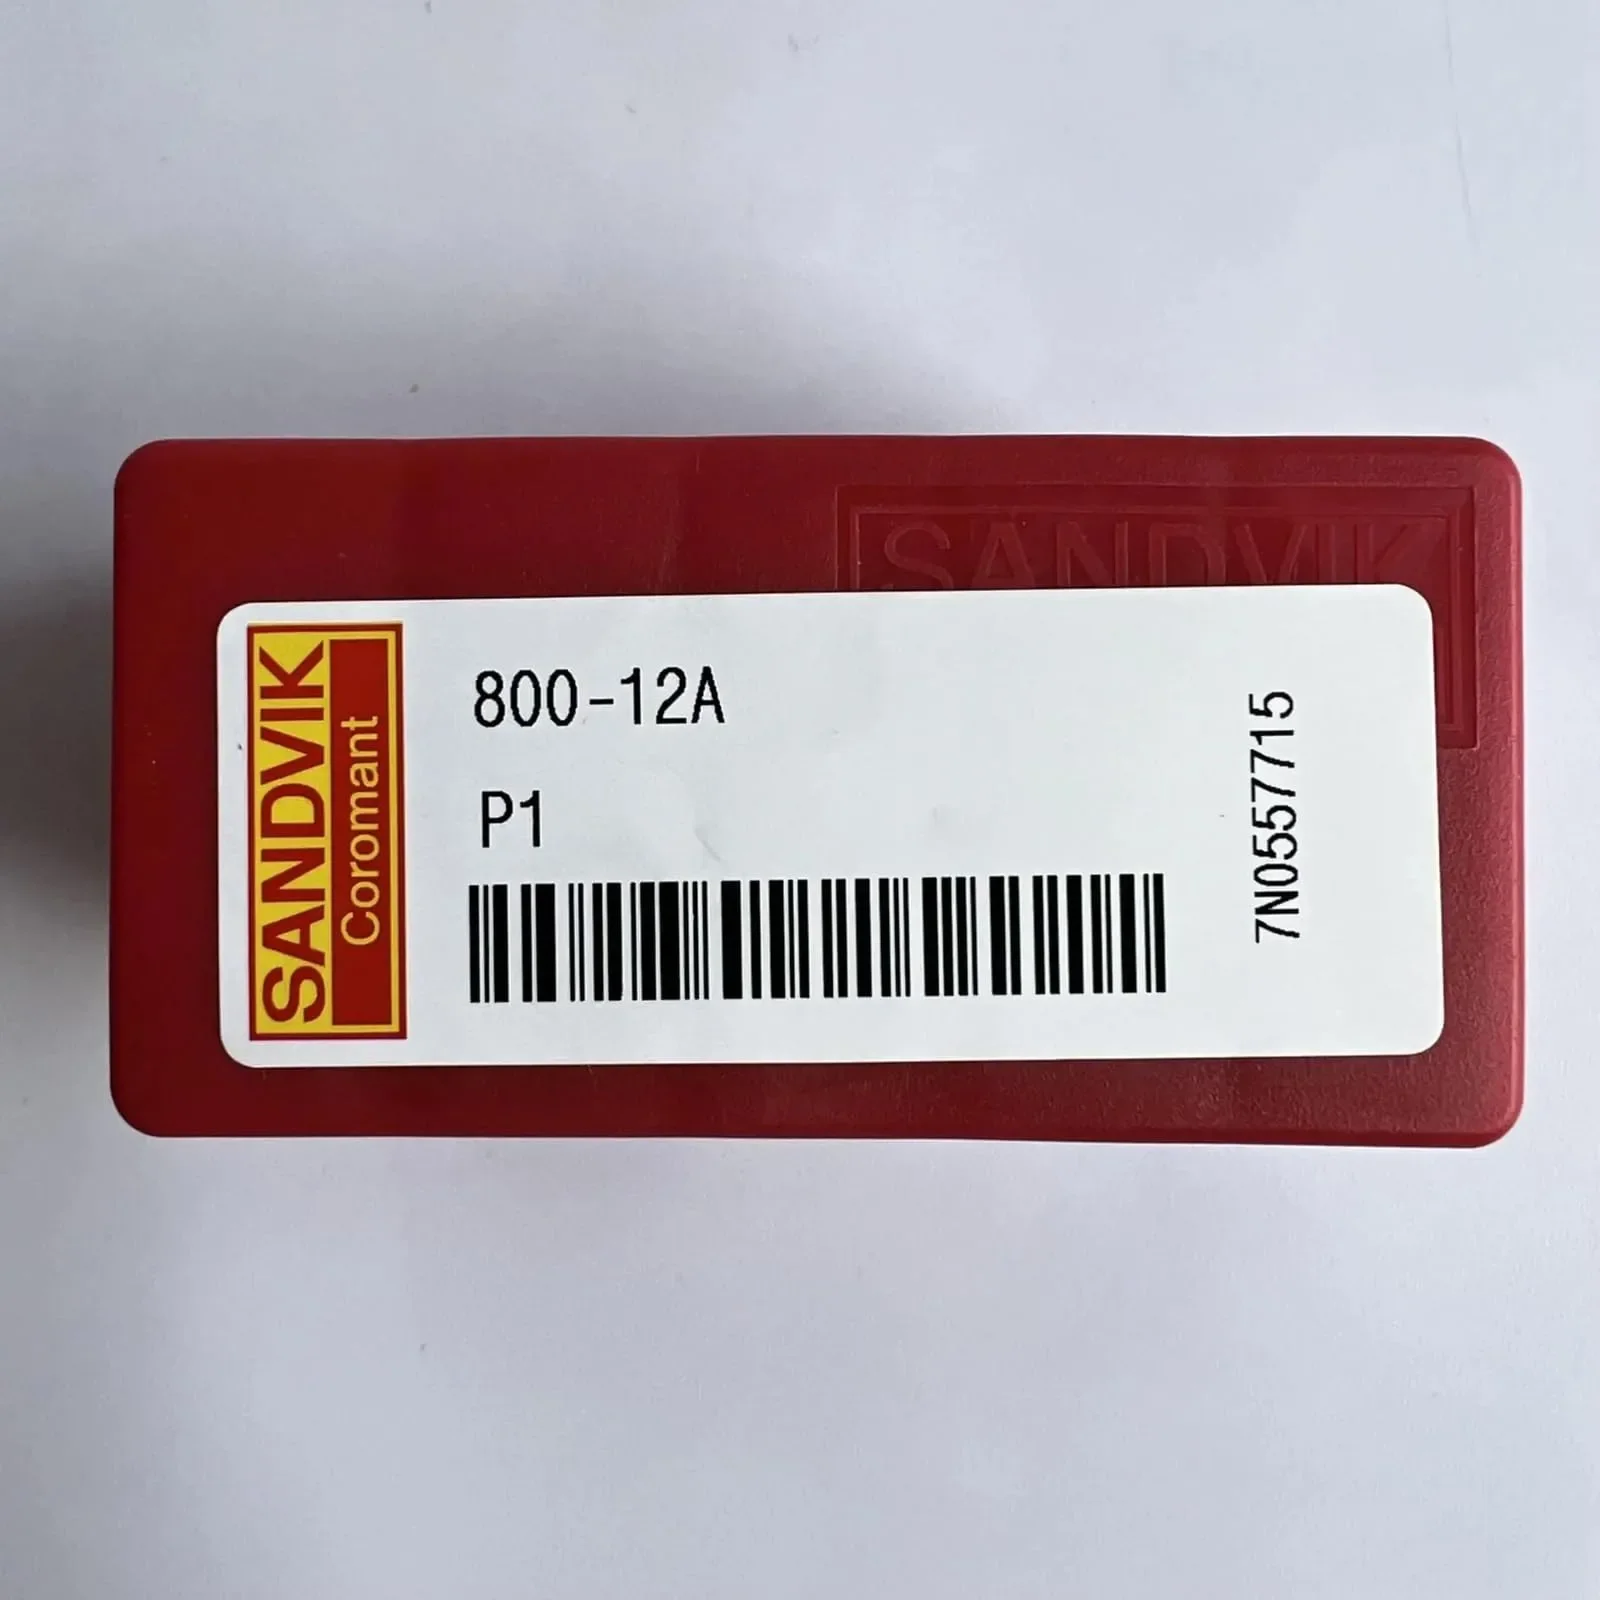 SANDVIK
SANDVIK
Coromant
800-12A
P1
7N0557715